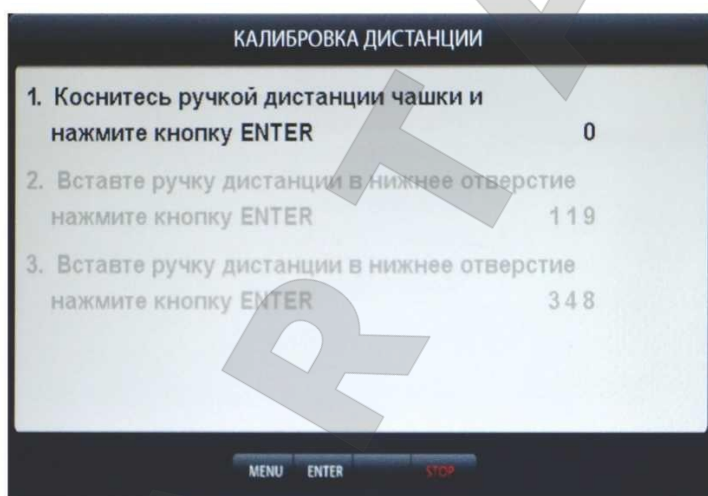 КАЛИБРОВКА ДИСТАНЦИИ
1. Коснитесь ручкой дистанции чашки и
нажмите кнопку ENTER 0
2. Вставте ручку дистанции в нижнее отверстие
нажмите кнопку ENTER 119
3. Вставте ручку дистанции в нижнее отверстие
нажмите кнопку ENTER 348
MENU ENTER STOP